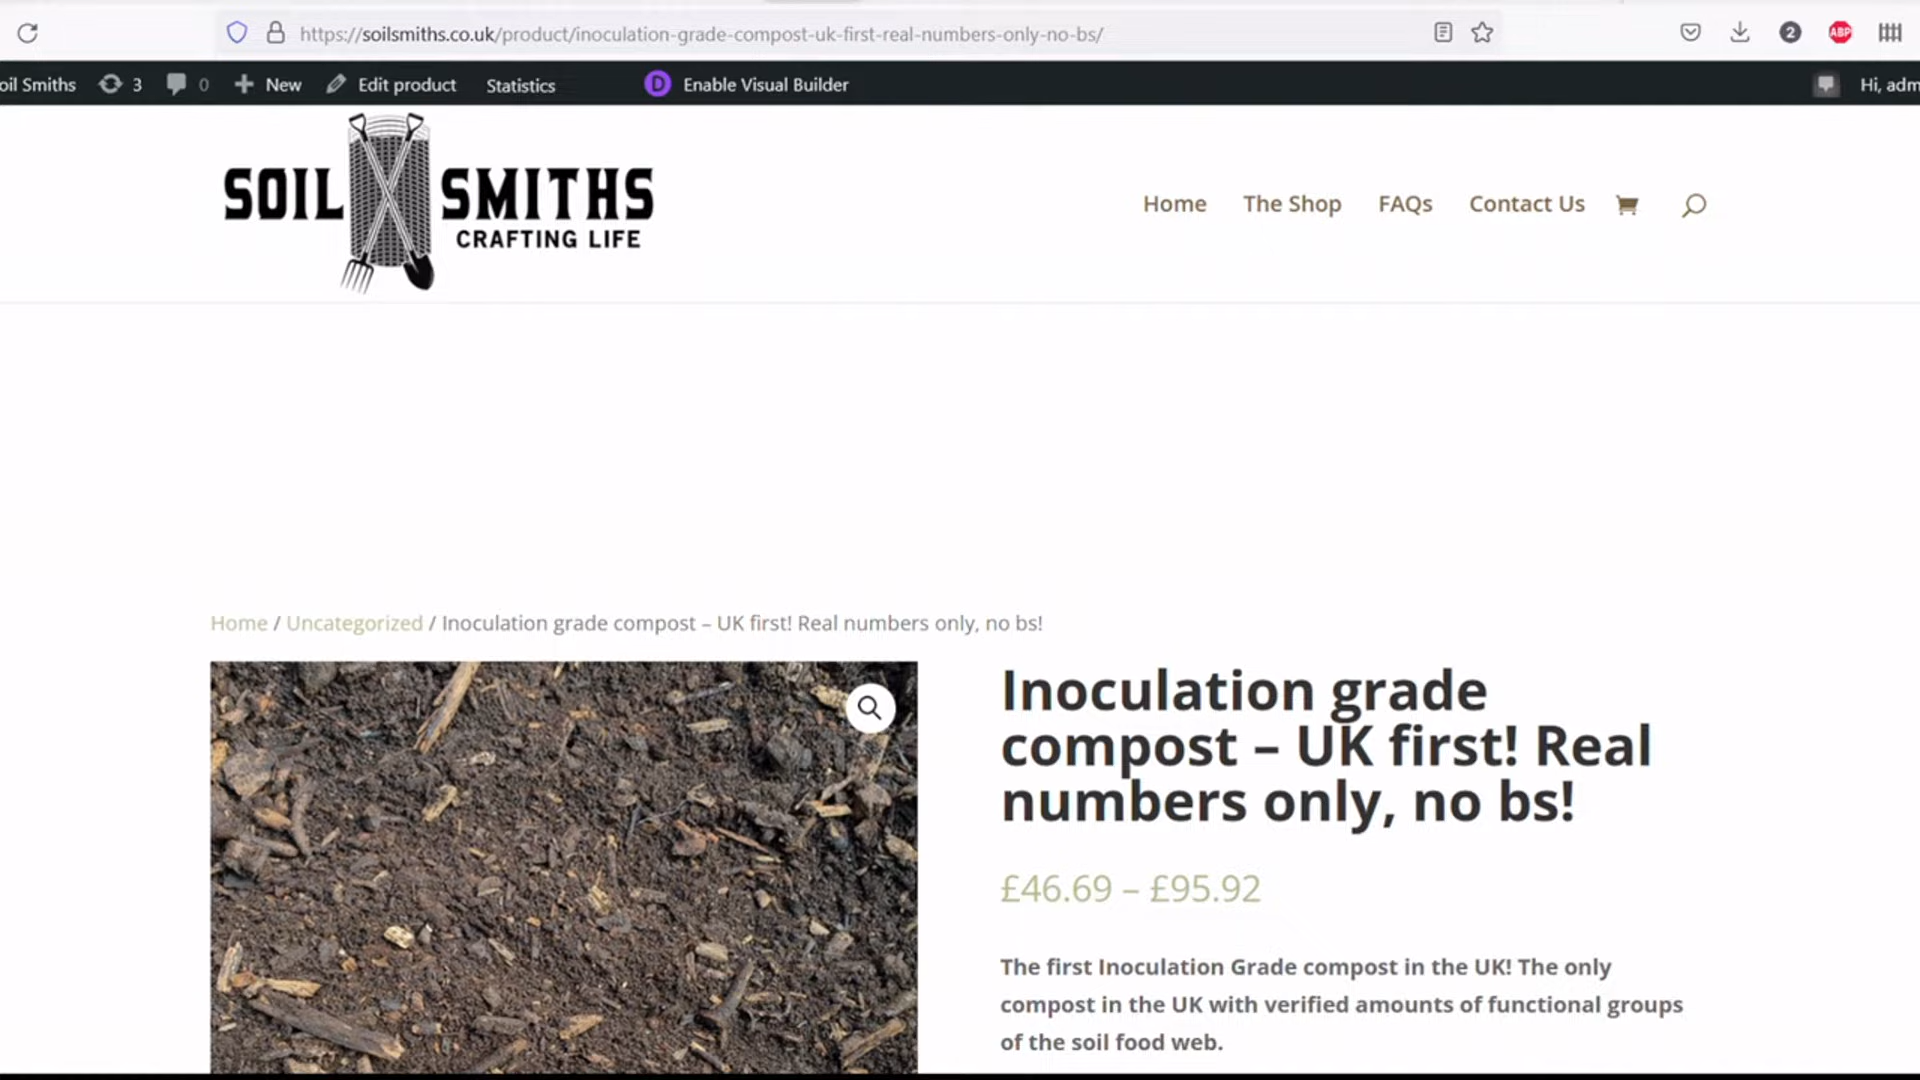 https://soilsmiths.co.uk/product/inoculation-grade-compost-uk-first-real-numbers-only-no-bs/
2
ABP
oil Smiths 3 0 New Edit product Statistics D Enable Visual Builder Hi, adm
SOIL SMITHS
CRAFTING LIFE
Home The Shop FAQs Contact Us
Home / Uncategorized / Inoculation grade compost – UK first! Real numbers only, no bs!
Inoculation grade
compost – UK first! Real
numbers only, no bs!
£46.69 – £95.92
The first Inoculation Grade compost in the UK! The only
compost in the UK with verified amounts of functional groups
of the soil food web.